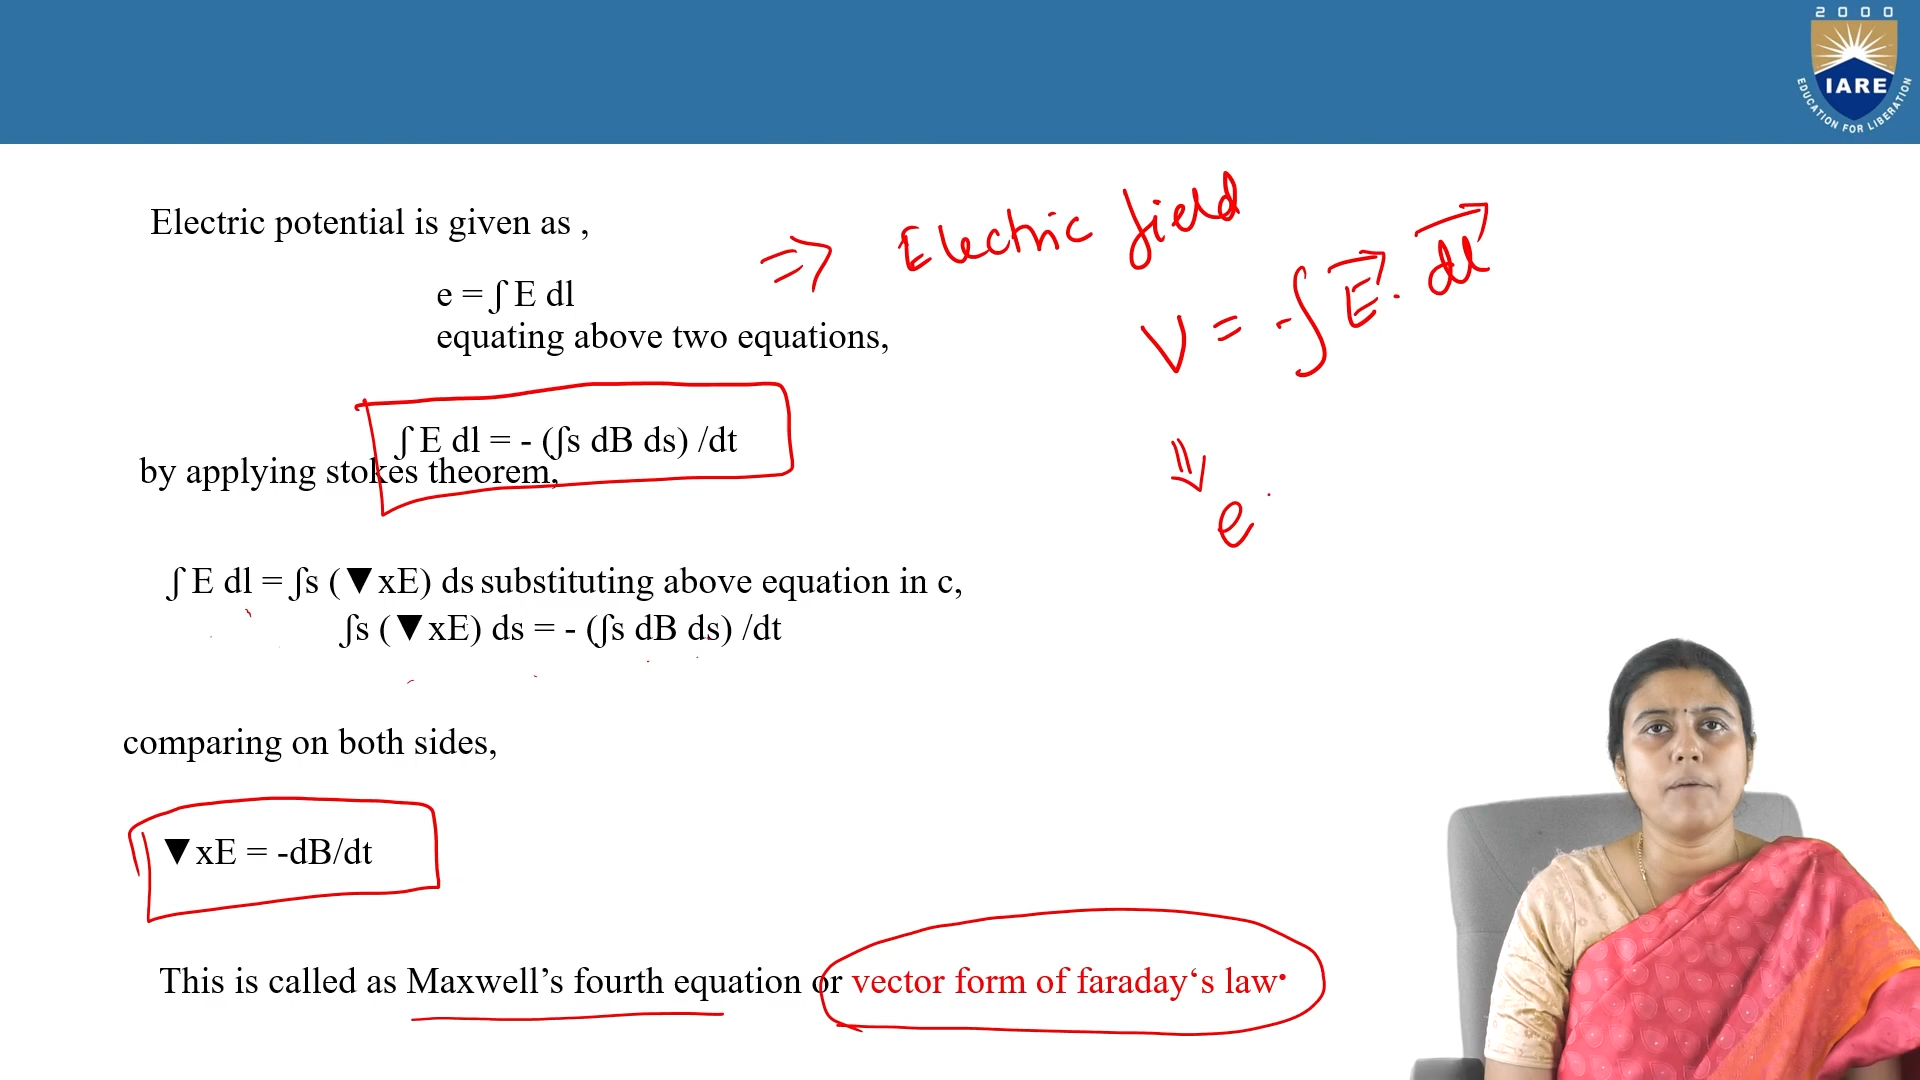 2000
IARE
EDUCATION FOR LIBERATION
Electric potential is given as ,
e = ∫ E dl
equating above two equations,
⇒ Electric field
V = -∫ E⃗ . dl⃗
⇓
e
∫ E dl = - (∫s dB ds) /dt
by applying stokes theorem,
∫ E dl = ∫s (▼xE) ds substituting above equation in c,
∫s (▼xE) ds = - (∫s dB ds) /dt
comparing on both sides,
▼xE = -dB/dt
This is called as Maxwell’s fourth equation or vector form of faraday‘s law